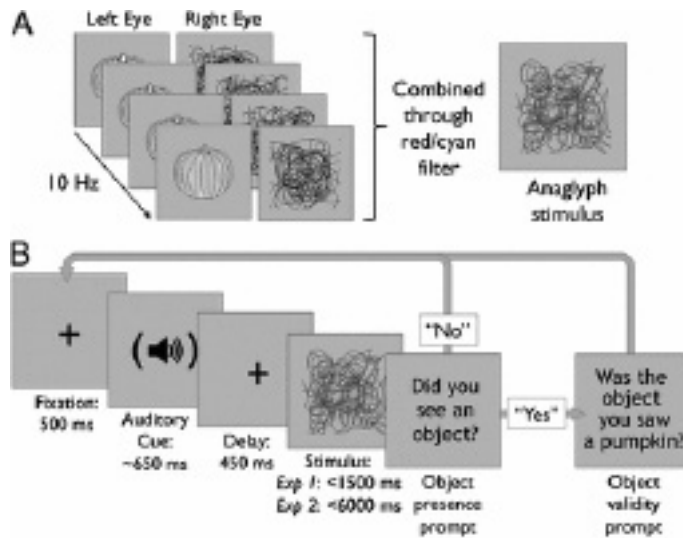 A
Left Eye
Right Eye
10 Hz
Combined
through
red/cyan
filter
Anaglyph
stimulus
B
+
Fixation:
500 ms
( )
Auditory
Cue:
~650 ms
+
Delay:
450 ms
Stimulus:
Exp 1: <1500 ms
Exp 2: <6000 ms
"No"
Did you
see an
object?
Object
presence
prompt
"Yes"
Was the
object
you saw
a pumpkin?
Object
validity
prompt